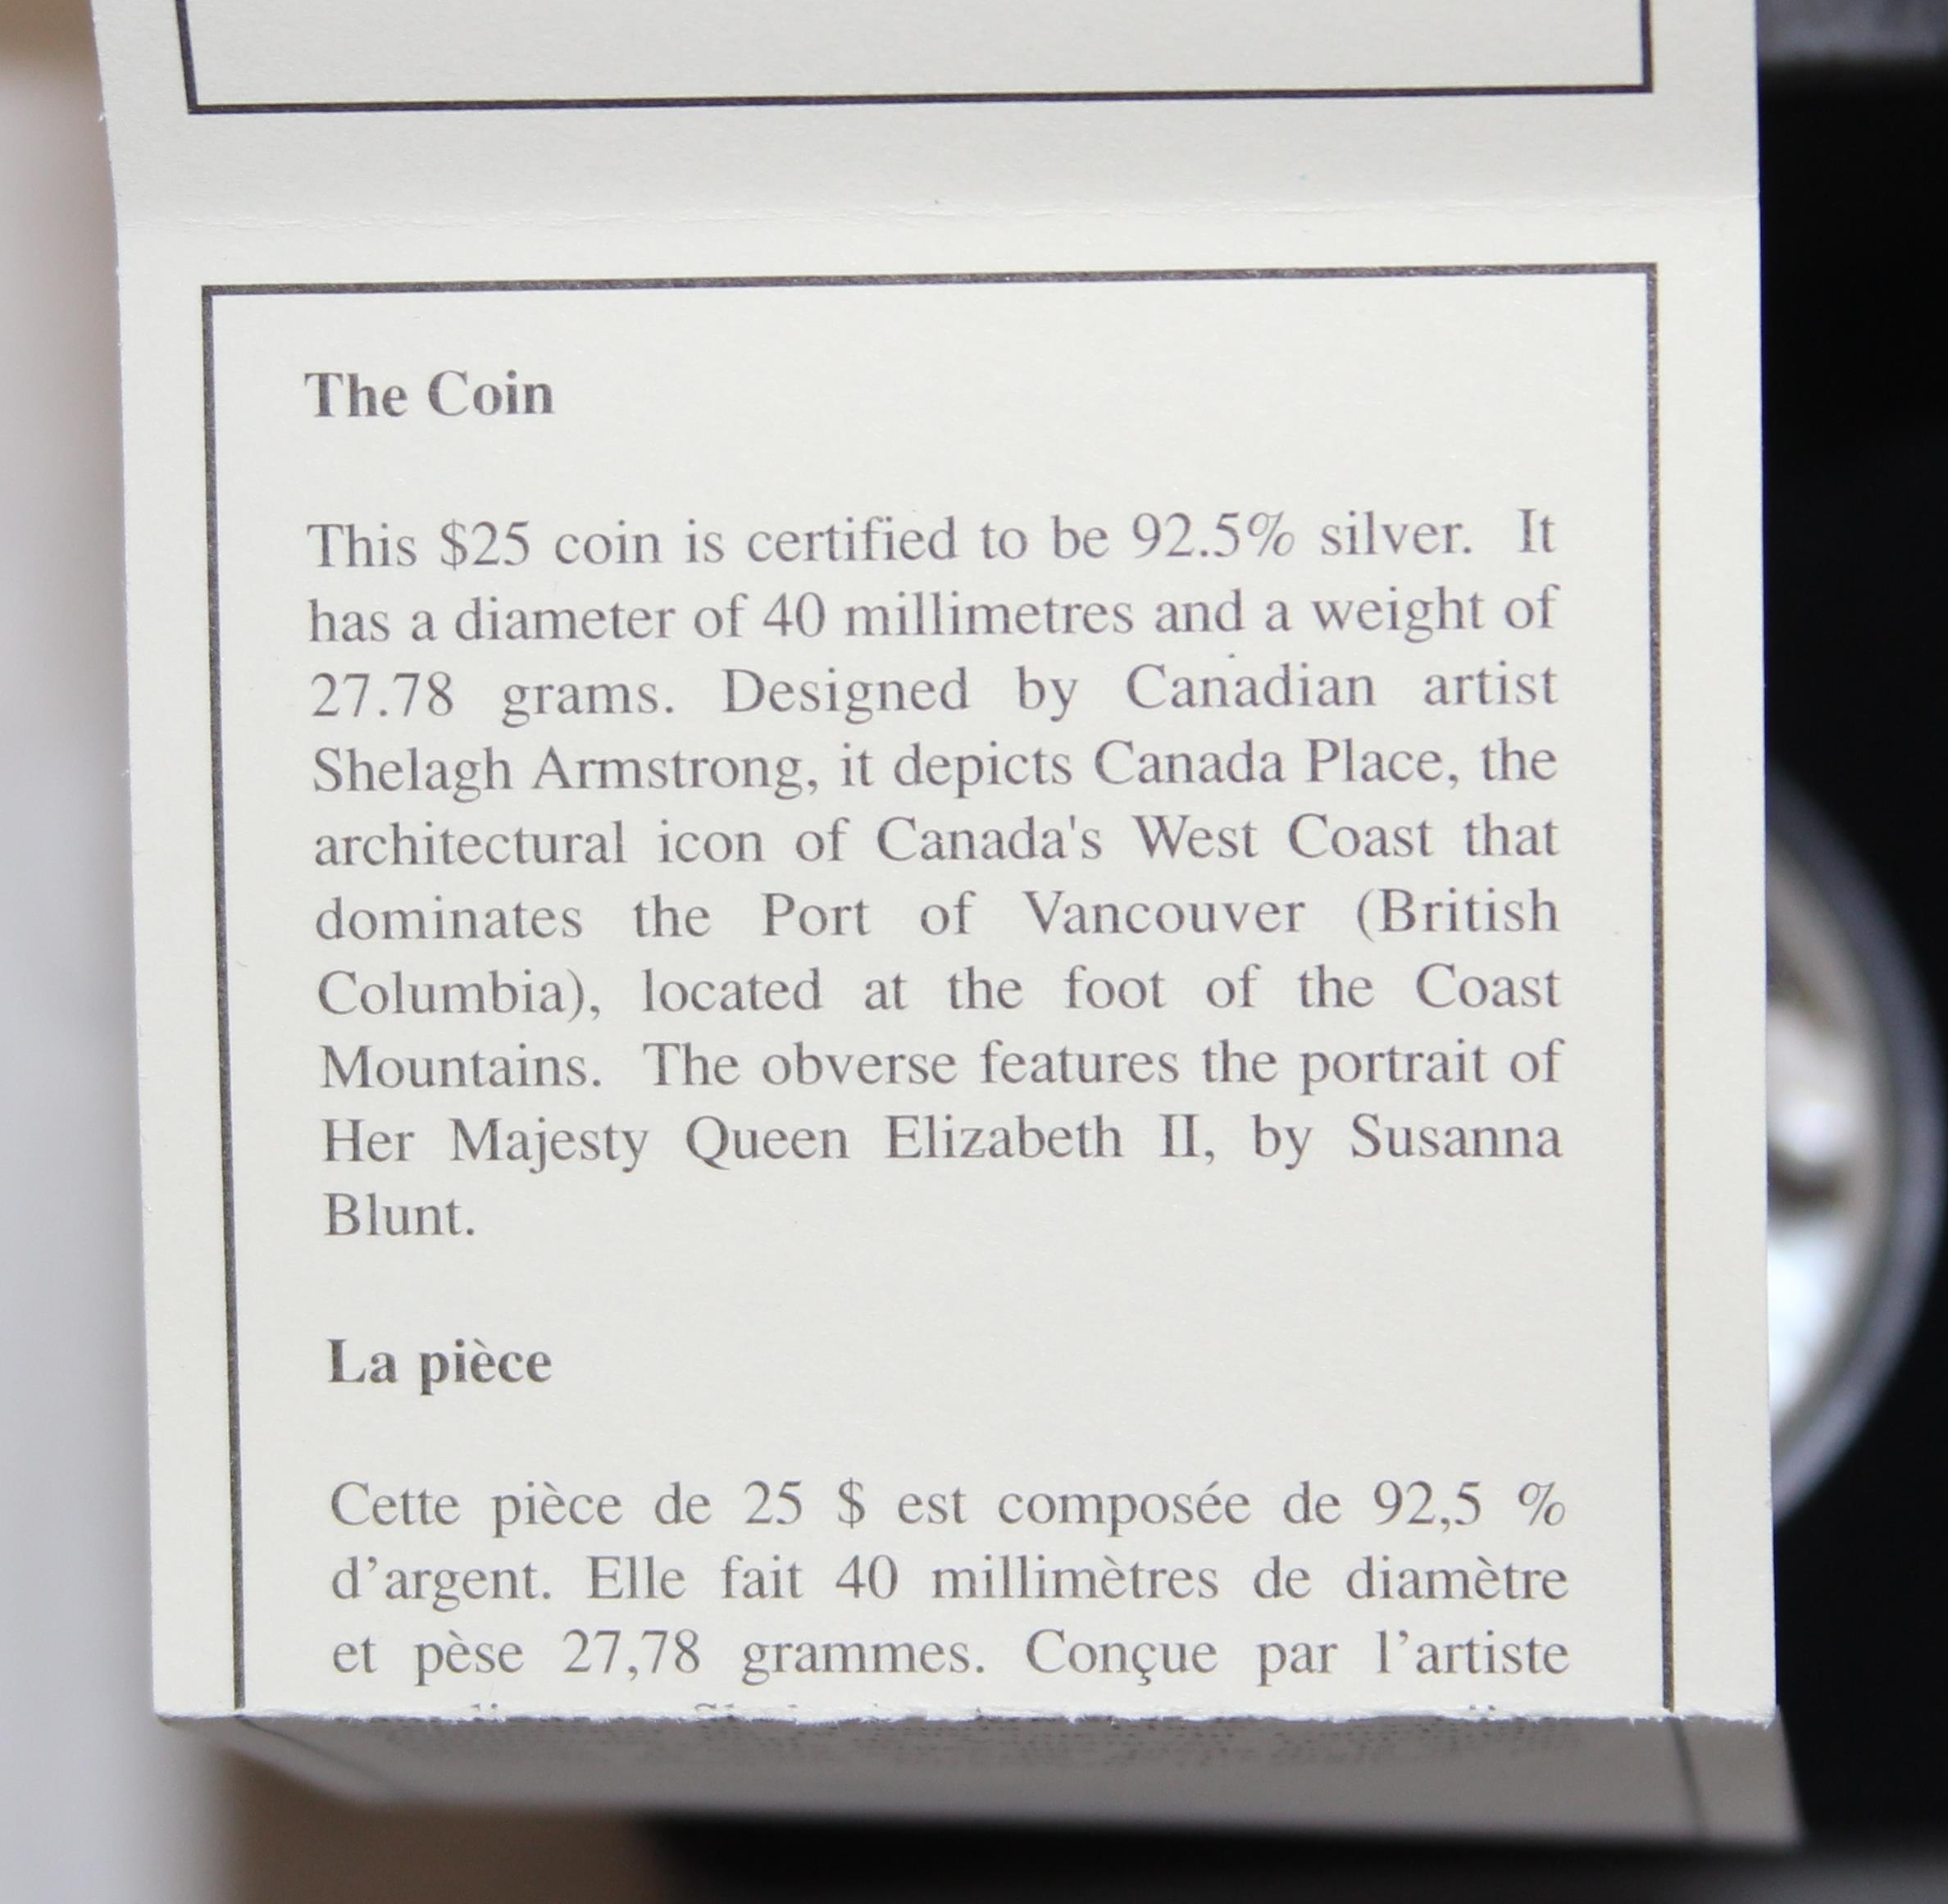 The Coin
This $25 coin is certified to be 92.5% silver. It
has a diameter of 40 millimetres and a weight of
27.78 grams. Designed by Canadian artist
Shelagh Armstrong, it depicts Canada Place, the
architectural icon of Canada's West Coast that
dominates the Port of Vancouver (British
Columbia), located at the foot of the Coast
Mountains. The obverse features the portrait of
Her Majesty Queen Elizabeth II, by Susanna
Blunt.
La pièce
Cette pièce de 25 $ est composée de 92,5 %
d’argent. Elle fait 40 millimètres de diamètre
et pèse 27,78 grammes. Conçue par l’artiste